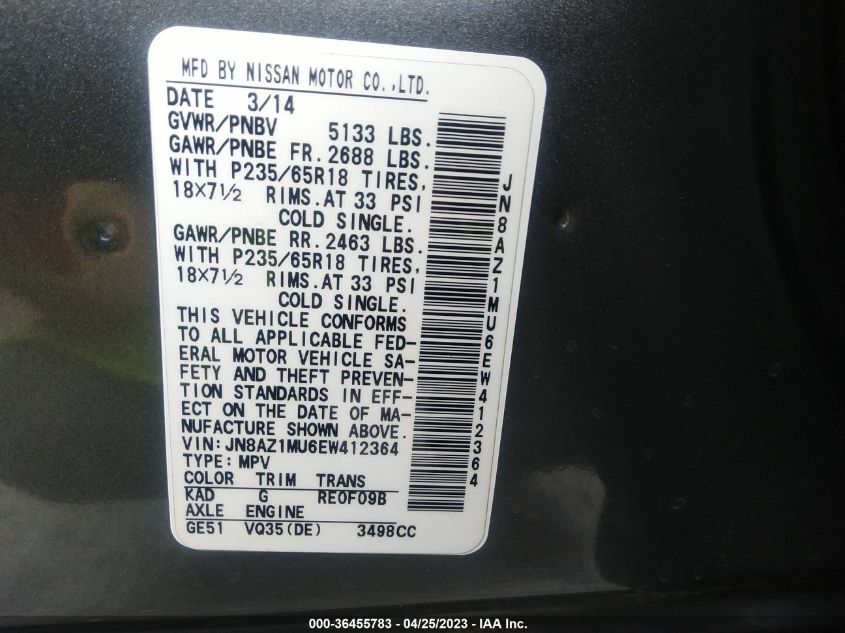 MFD BY NISSAN MOTOR CO.,LTD.
DATE 3/14
GVWR/PNBV 5133 LBS.
GAWR/PNBE FR. 2688 LBS.
WITH P235/65R18 TIRES,
18X7½ RIMS. AT 33 PSI
COLD SINGLE.
GAWR/PNBE RR. 2463 LBS.
WITH P235/65R18 TIRES,
18X7½ RIMS. AT 33 PSI
COLD SINGLE.
THIS VEHICLE CONFORMS
TO ALL APPLICABLE FED-
ERAL MOTOR VEHICLE SA-
FETY AND THEFT PREVEN-
TION STANDARDS IN EFF-
ECT ON THE DATE OF MA-
NUFACTURE SHOWN ABOVE.
VIN:JN8AZ1MU6EW412364
TYPE:MPV
COLOR TRIM TRANS
KAD G RE0F09B
AXLE ENGINE
GE51 VQ35(DE) 3498CC
JN8AZ1MU6EW412364
000-36455783 - 04/25/2023 - IAA Inc.